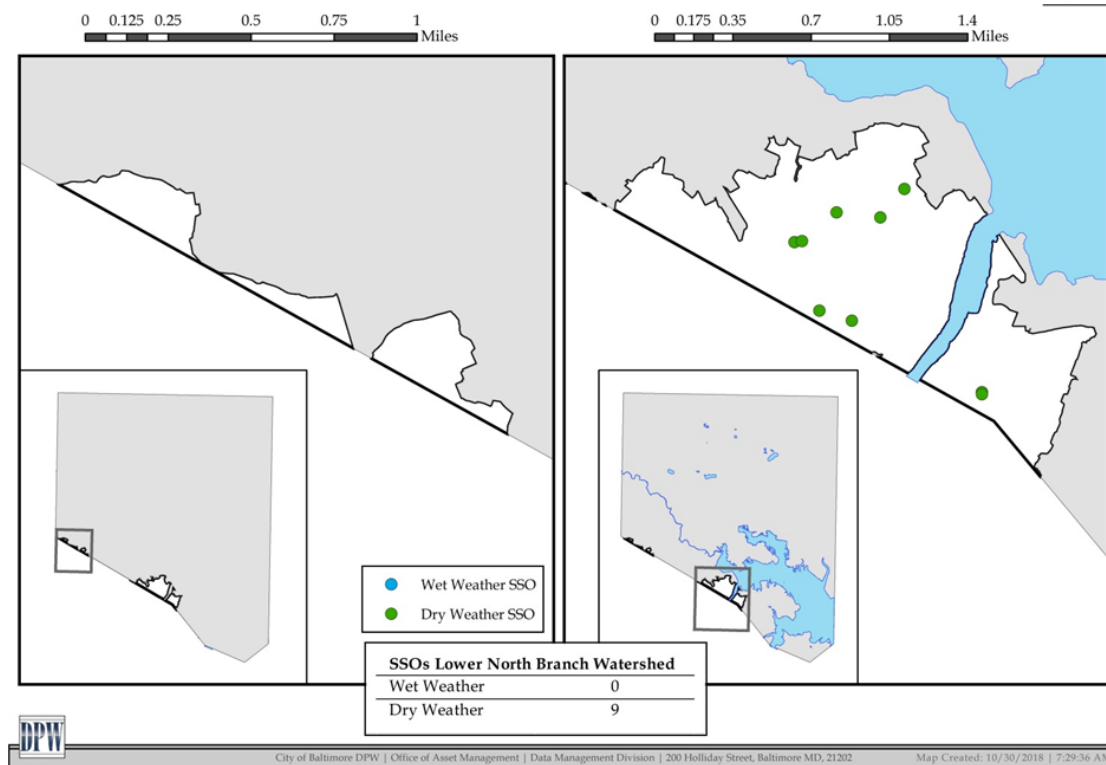 0 0.125 0.25 0.5 0.75 1
Miles
0 0.175 0.35 0.7 1.05 1.4
Miles
Wet Weather SSO
Dry Weather SSO
SSOs Lower North Branch Watershed
Wet Weather 0
Dry Weather 9
DPW
City of Baltimore DPW | Office of Asset Management | Data Management Division | 200 Holliday Street, Baltimore MD, 21202
Map Created: 10/30/2018 | 7:29:36 AM